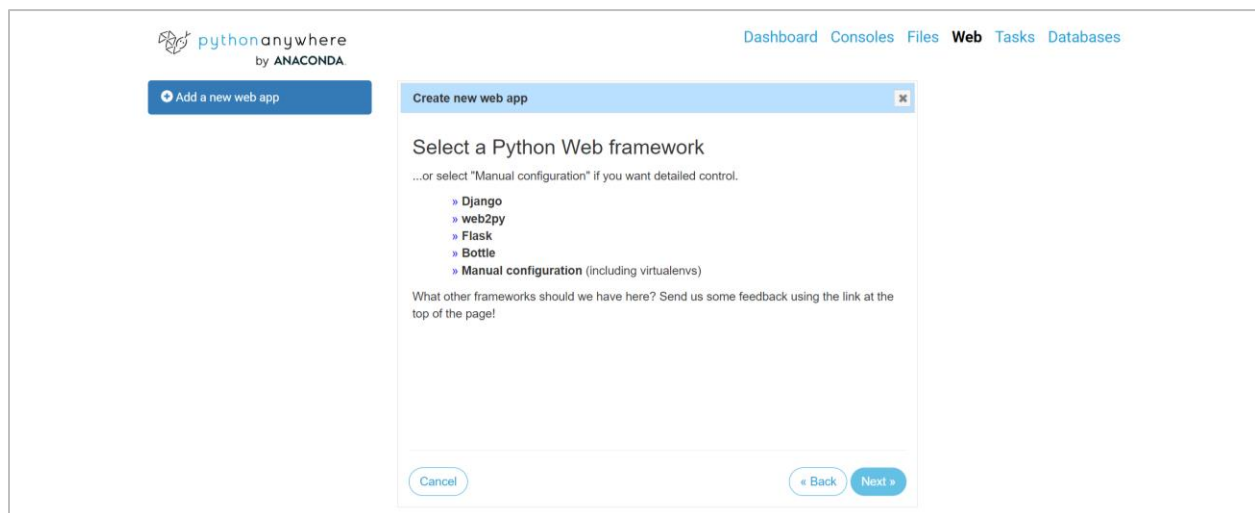 pythonanywhere
by ANACONDA.
Dashboard Consoles Files Web Tasks Databases
Add a new web app
Create new web app
Select a Python Web framework
...or select "Manual configuration" if you want detailed control.
» Django
» web2py
» Flask
» Bottle
» Manual configuration (including virtualenvs)
What other frameworks should we have here? Send us some feedback using the link at the
top of the page!
Cancel
« Back
Next »